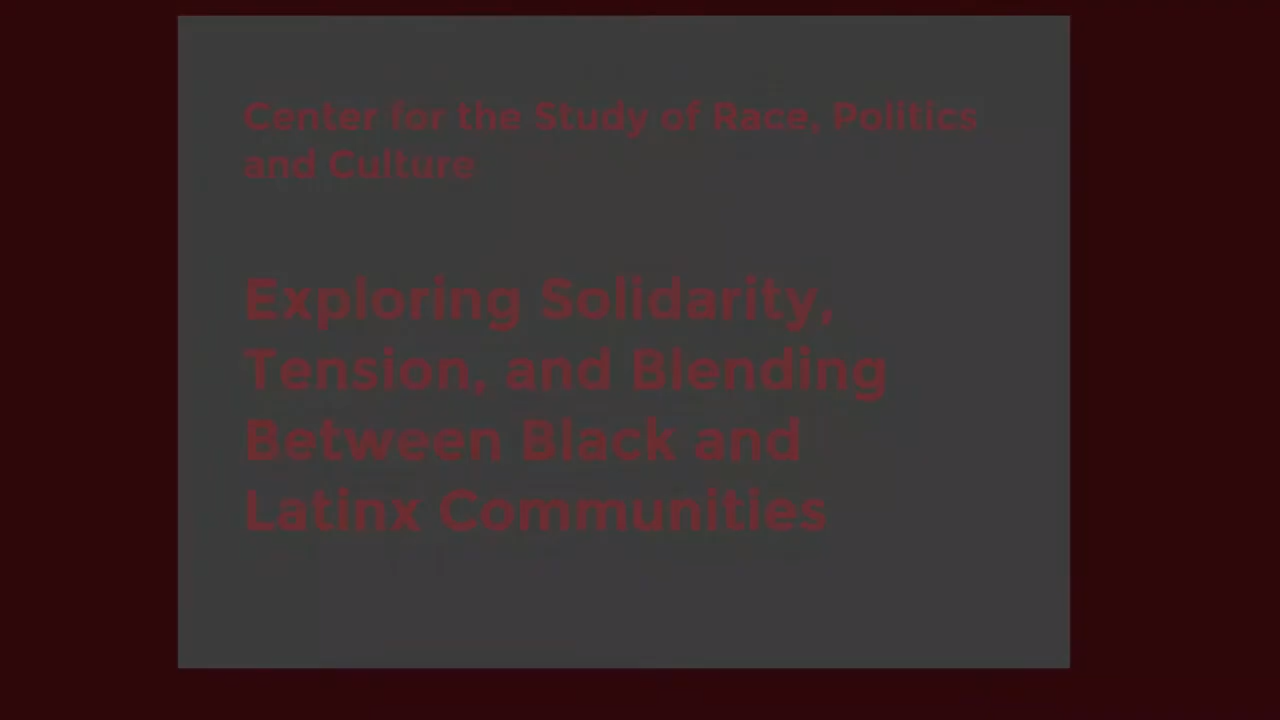 Center for the Study of Race, Politics
and Culture
Exploring Solidarity,
Tension, and Blending
Between Black and
Latinx Communities